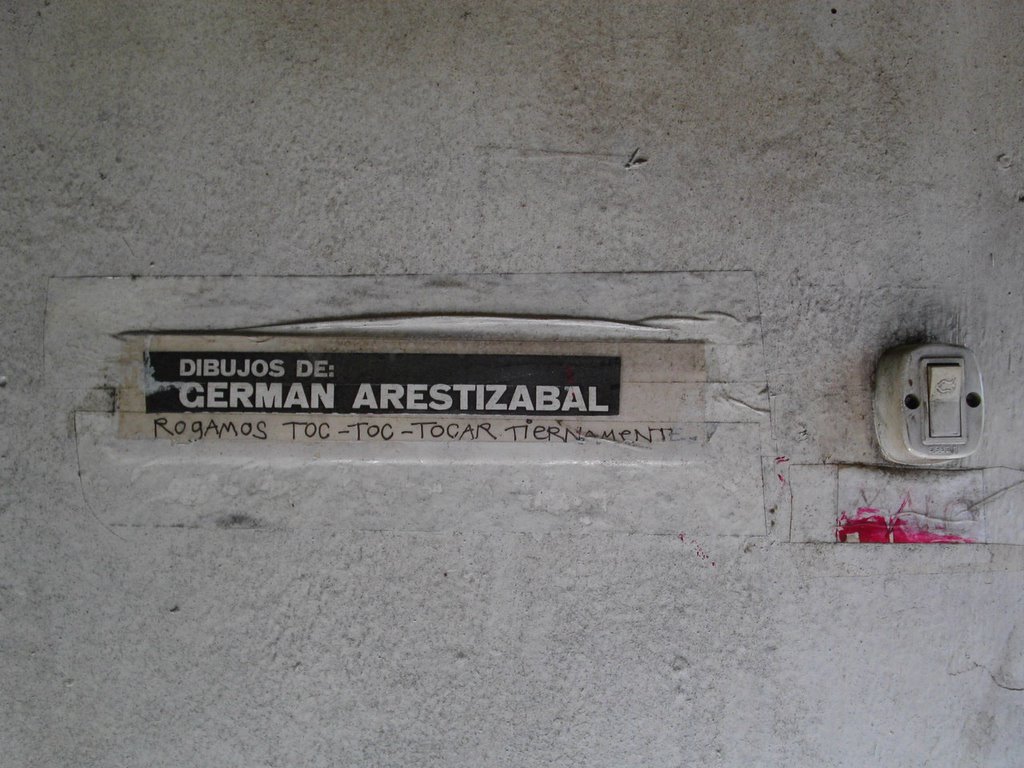 DIBUJOS DE:
GERMAN ARESTIZABAL
ROGAMOS TOC-TOC-TOCAR TIERNAMENTE